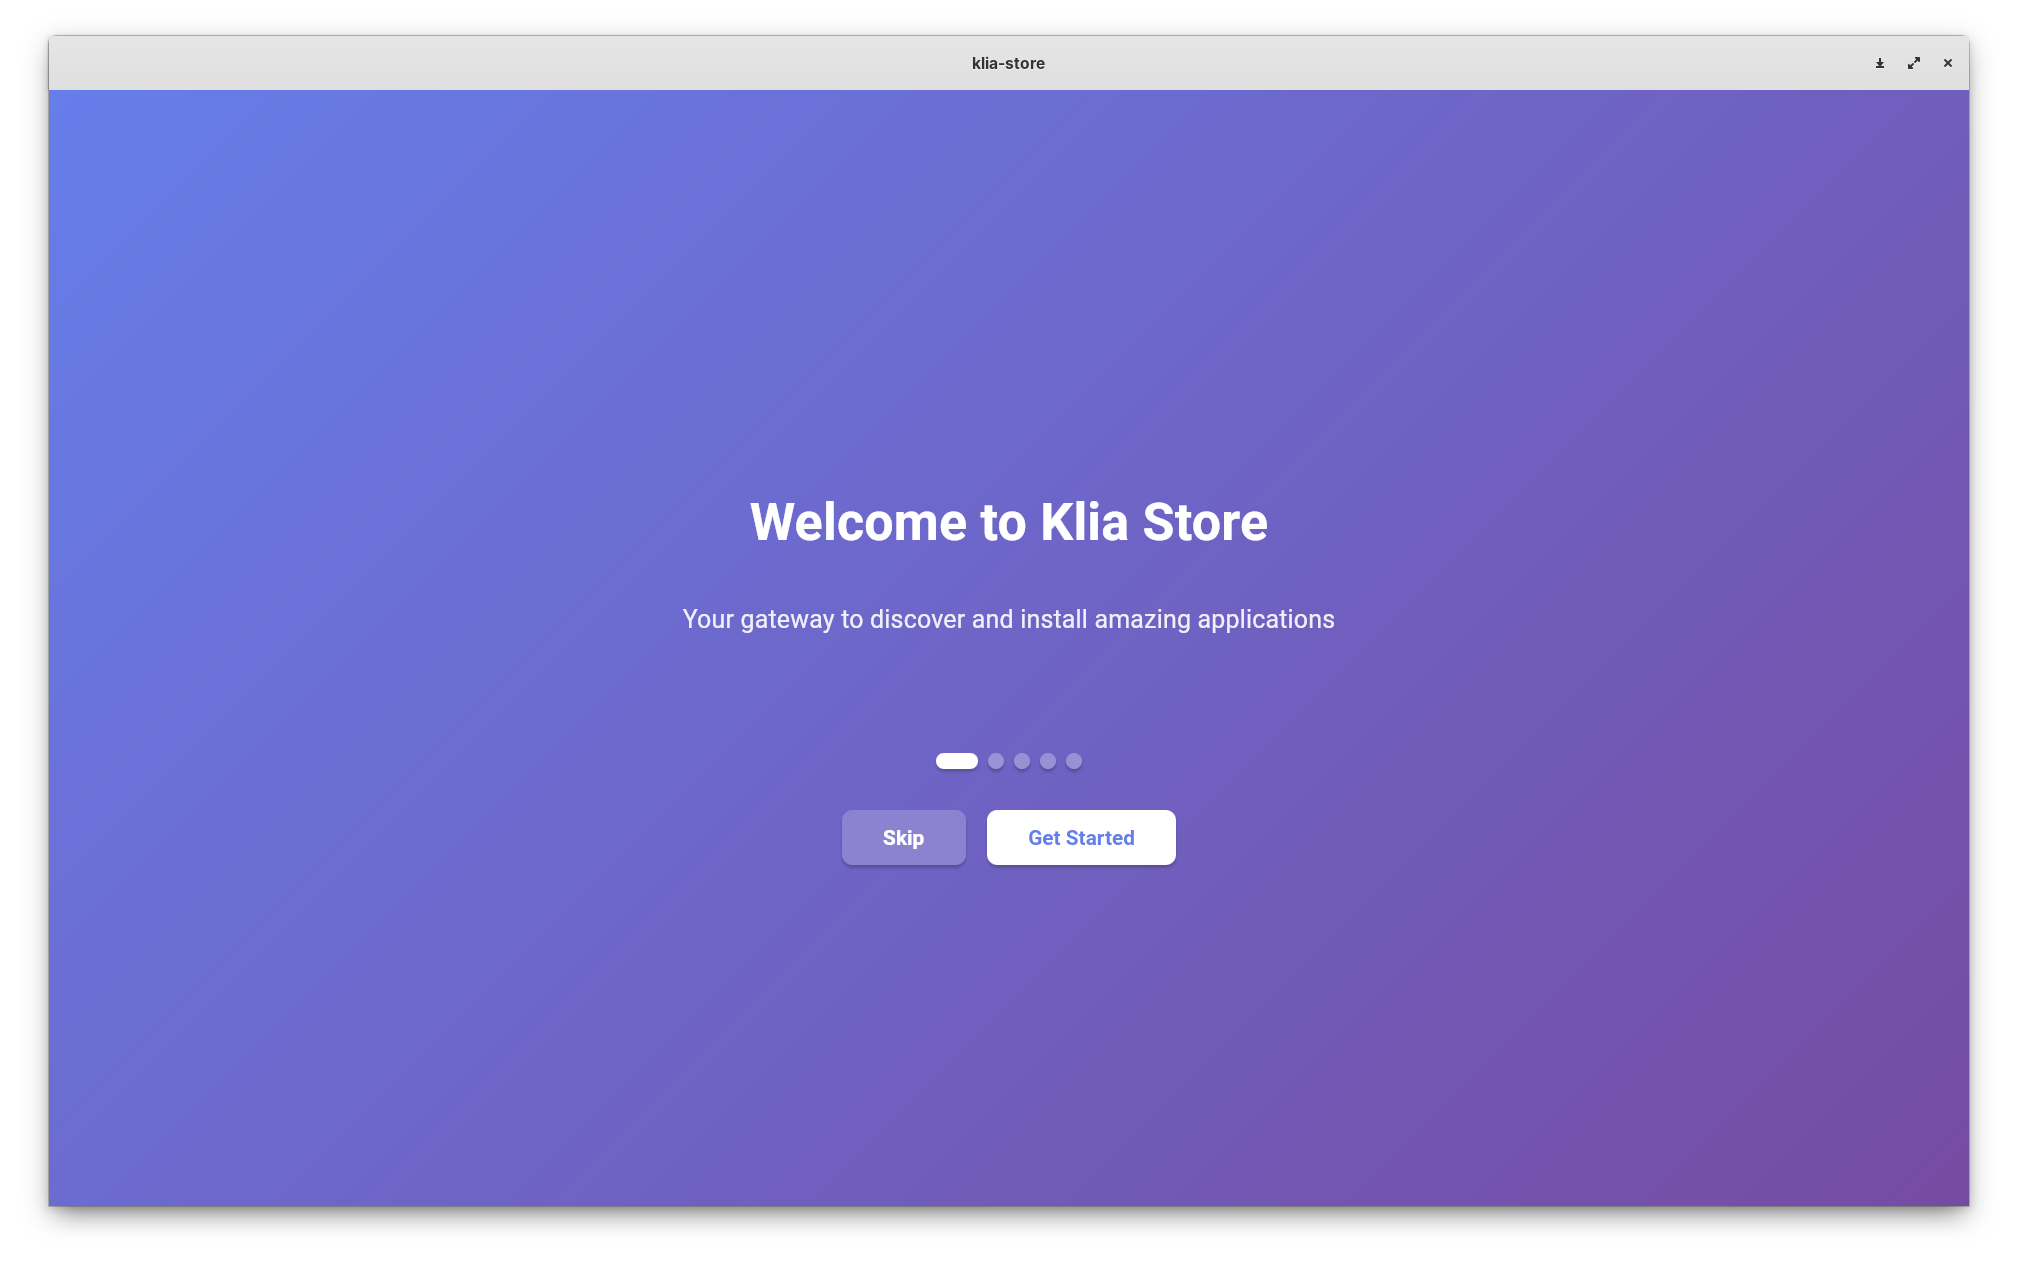 klia-store
Welcome to Klia Store
Your gateway to discover and install amazing applications
Skip
Get Started